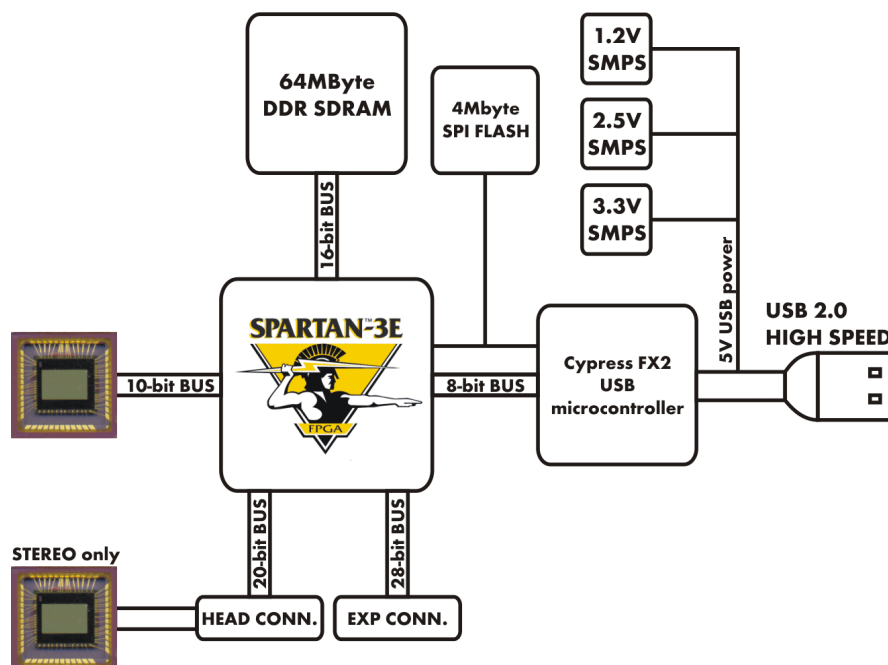 64MByte
DDR SDRAM
4Mbyte
SPI FLASH
1.2V
SMPS
2.5V
SMPS
3.3V
SMPS
16-bit BUS
5V USB power
USB 2.0
HIGH SPEED
SPARTAN™-3E
FPGA
10-bit BUS
8-bit BUS
Cypress FX2
USB
microcontroller
20-bit BUS
28-bit BUS
STEREO only
HEAD CONN.
EXP CONN.